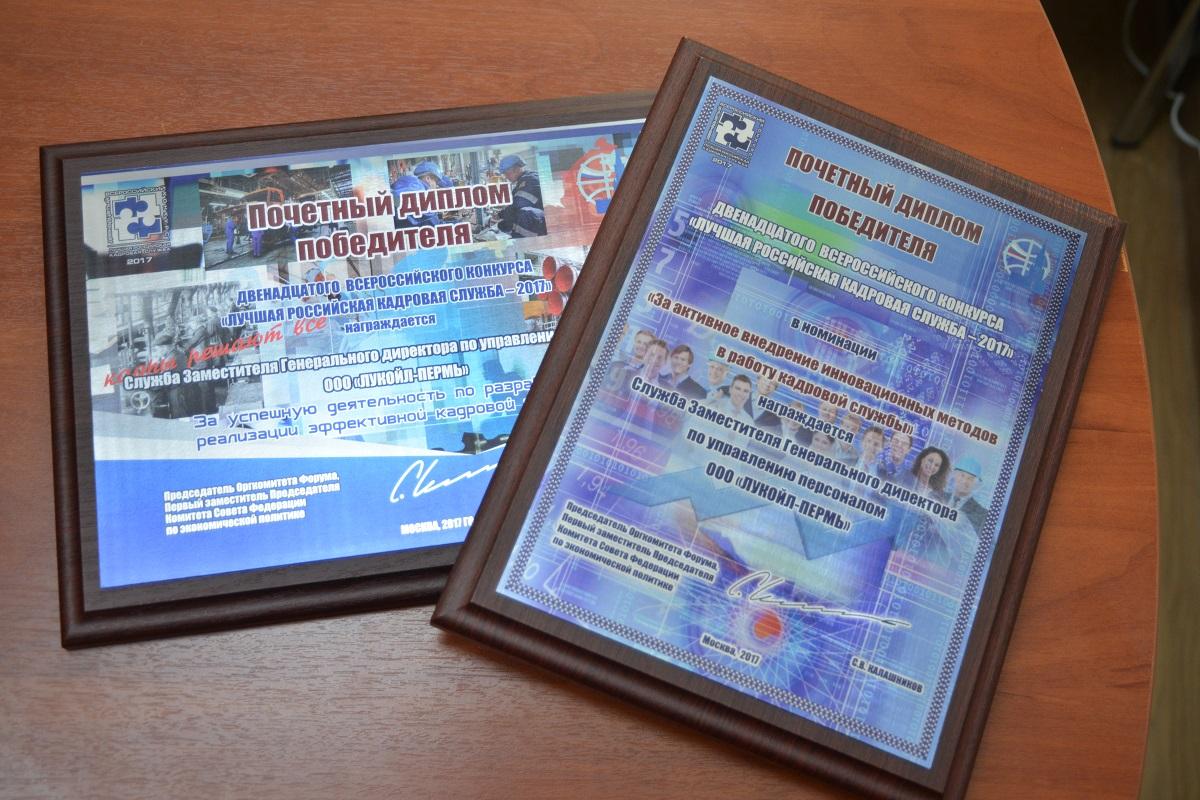 2017
Почетный диплом
победителя
ДВЕНАДЦАТОГО ВСЕРОССИЙСКОГО КОНКУРСА
«ЛУЧШАЯ РОССИЙСКАЯ КАДРОВАЯ СЛУЖБА – 2017»
награждается
кадры решают все
Служба Заместителя Генерального директора по управлени
ООО «ЛУКОЙЛ-ПЕРМЬ»
За успешную деятельность по разра
реализации эффективной кадровой
Председатель Оргкомитета Форума,
Первый заместитель Председателя
Комитета Совета Федерации
по экономической политике
МОСКВА, 2017 ГО
ПОЧЕТНЫЙ ДИПЛОМ
ПОБЕДИТЕЛЯ
ДВЕНАДЦАТОГО ВСЕРОССИЙСКОГО КОНКУРСА
«ЛУЧШАЯ РОССИЙСКАЯ КАДРОВАЯ СЛУЖБА – 2017»
в номинации
«За активное внедрение инновационных методов
в работу кадровой службы»
награждается
Служба Заместителя Генерального директора
по управлению персоналом
ООО «ЛУКОЙЛ-ПЕРМЬ»
Председатель Оргкомитета Форума,
Первый заместитель Председателя
Комитета Совета Федерации
по экономической политике
Москва, 2017
С.В. КАЛАШНИКОВ